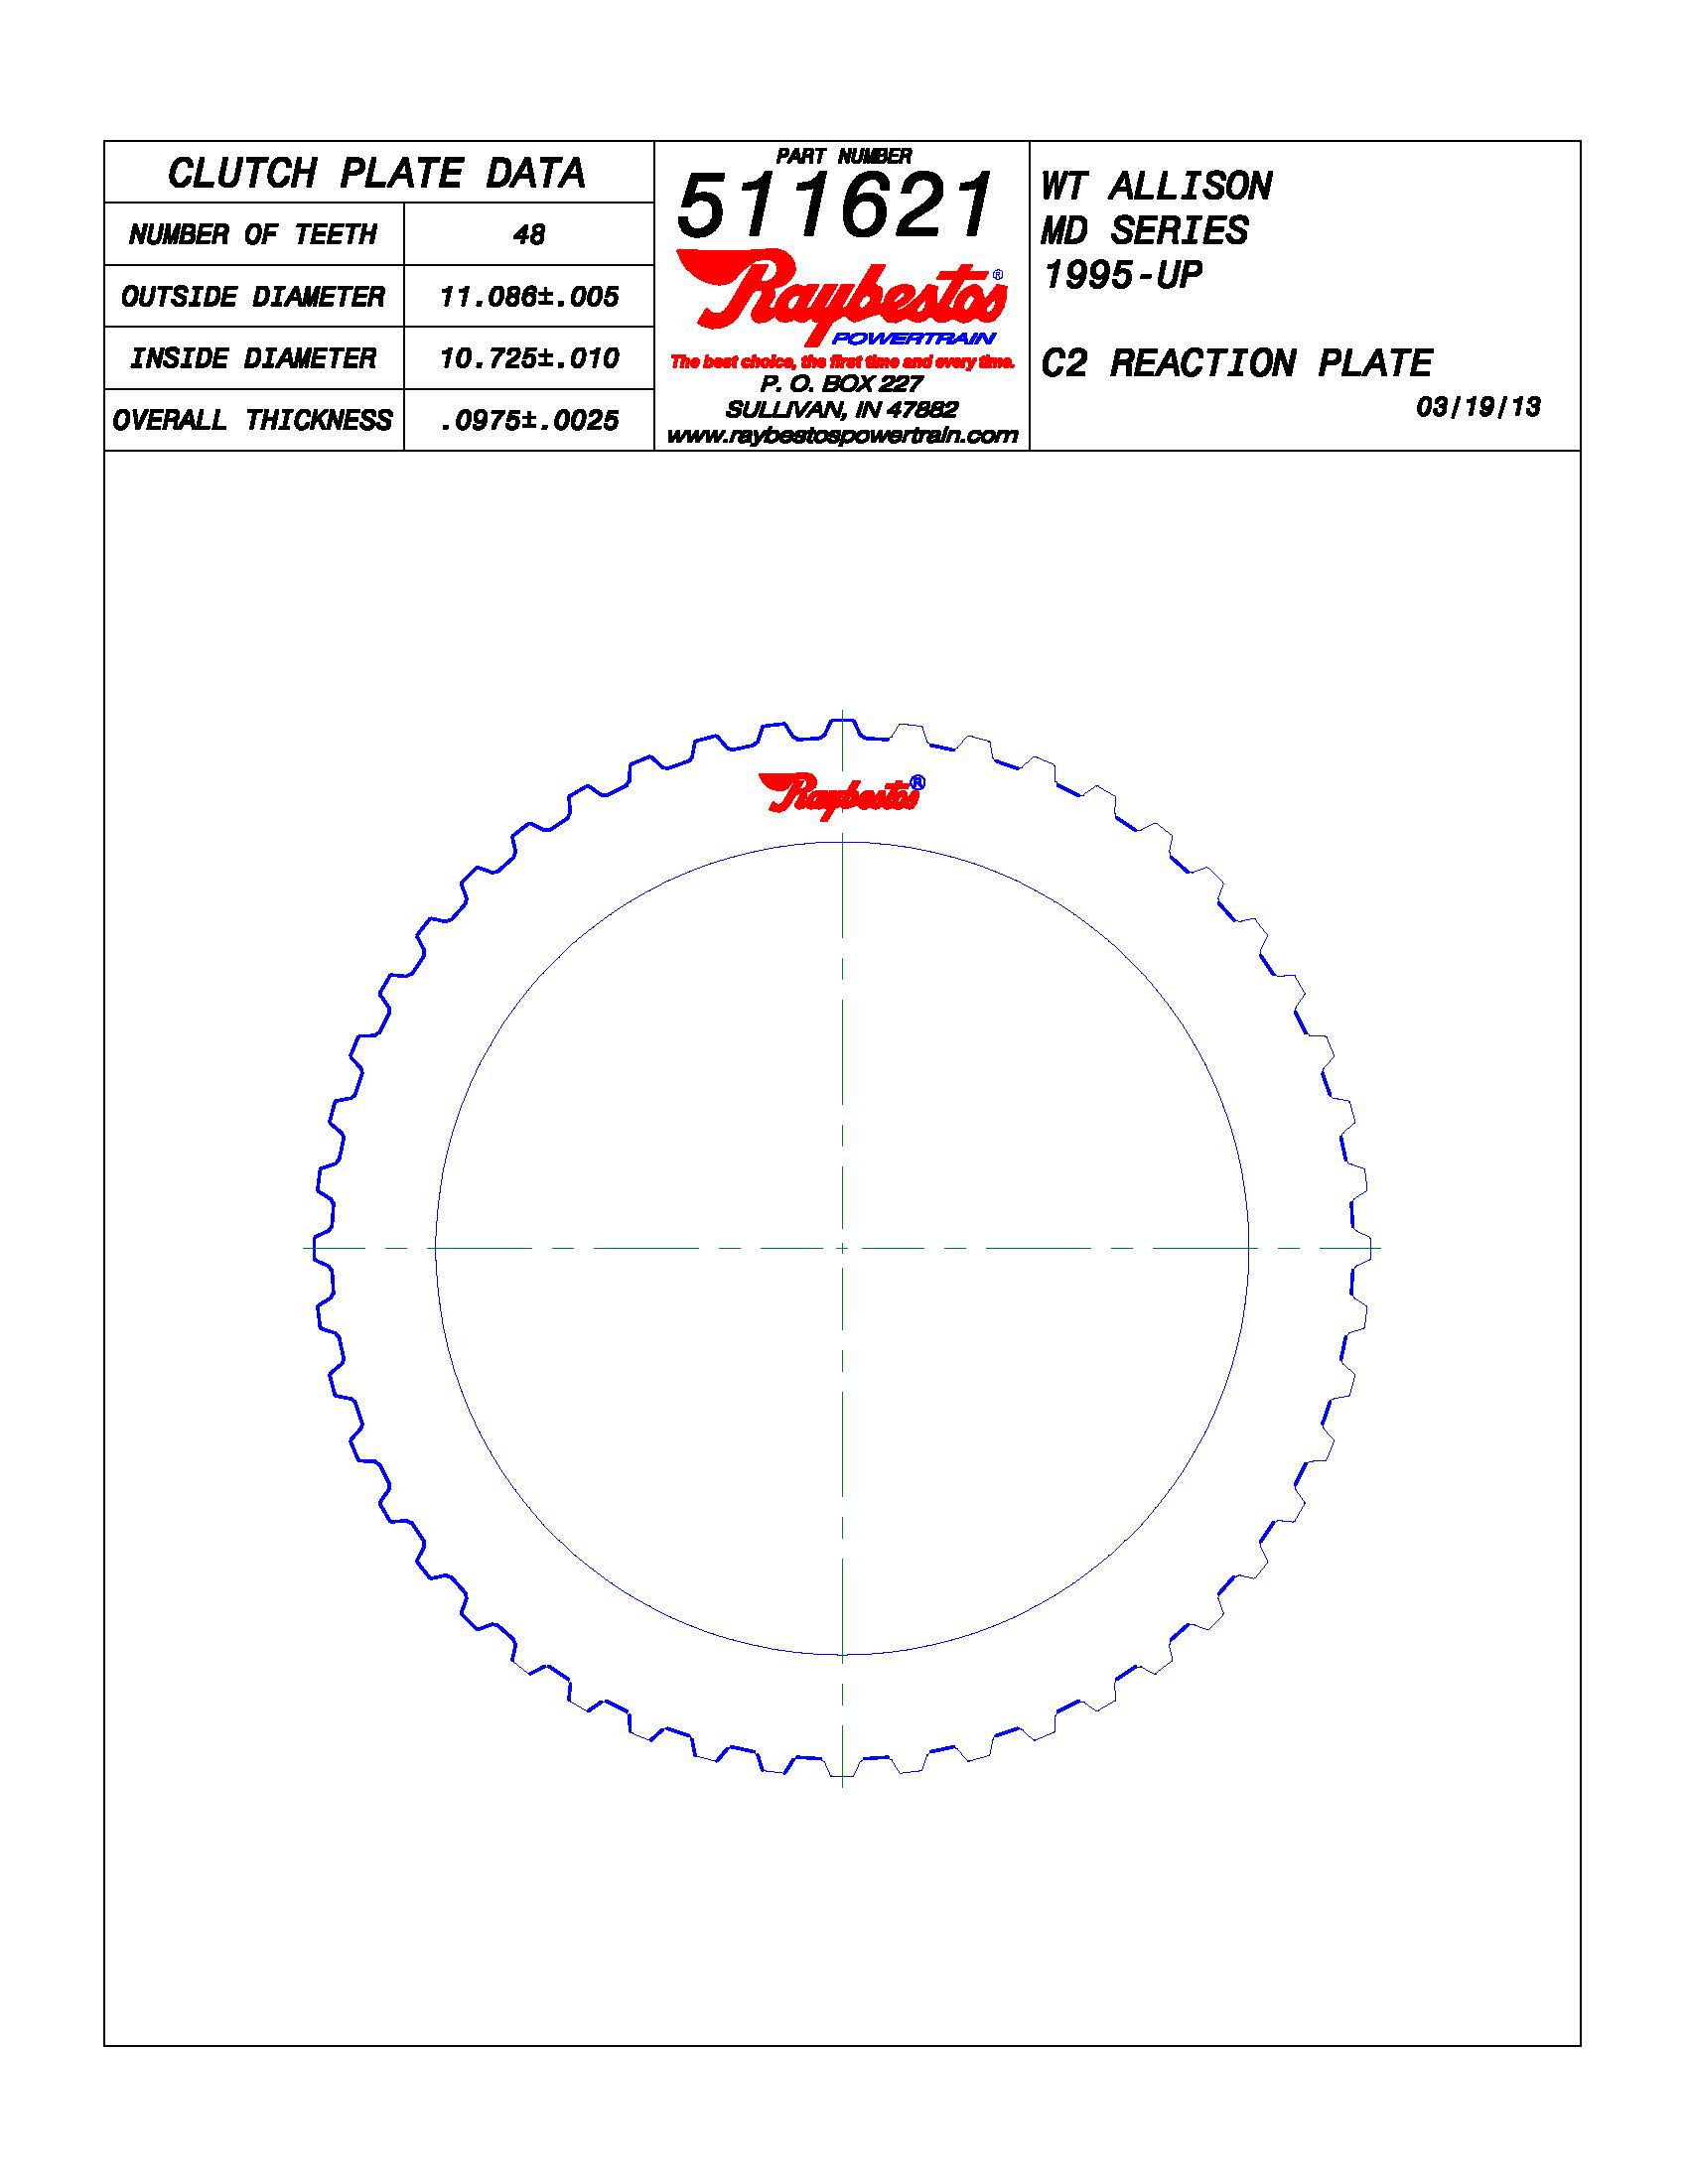 CLUTCH PLATE DATA
NUMBER OF TEETH 48
OUTSIDE DIAMETER 11.086±.005
INSIDE DIAMETER 10.725±.010
OVERALL THICKNESS .0975±.0025
PART NUMBER
511621
Raybestos®
POWERTRAIN
The best choice, the first time and every time.
P. O. BOX 227
SULLIVAN, IN 47882
www.raybestospowertrain.com
WT ALLISON
MD SERIES
1995-UP
C2 REACTION PLATE
03/19/13
Raybestos®